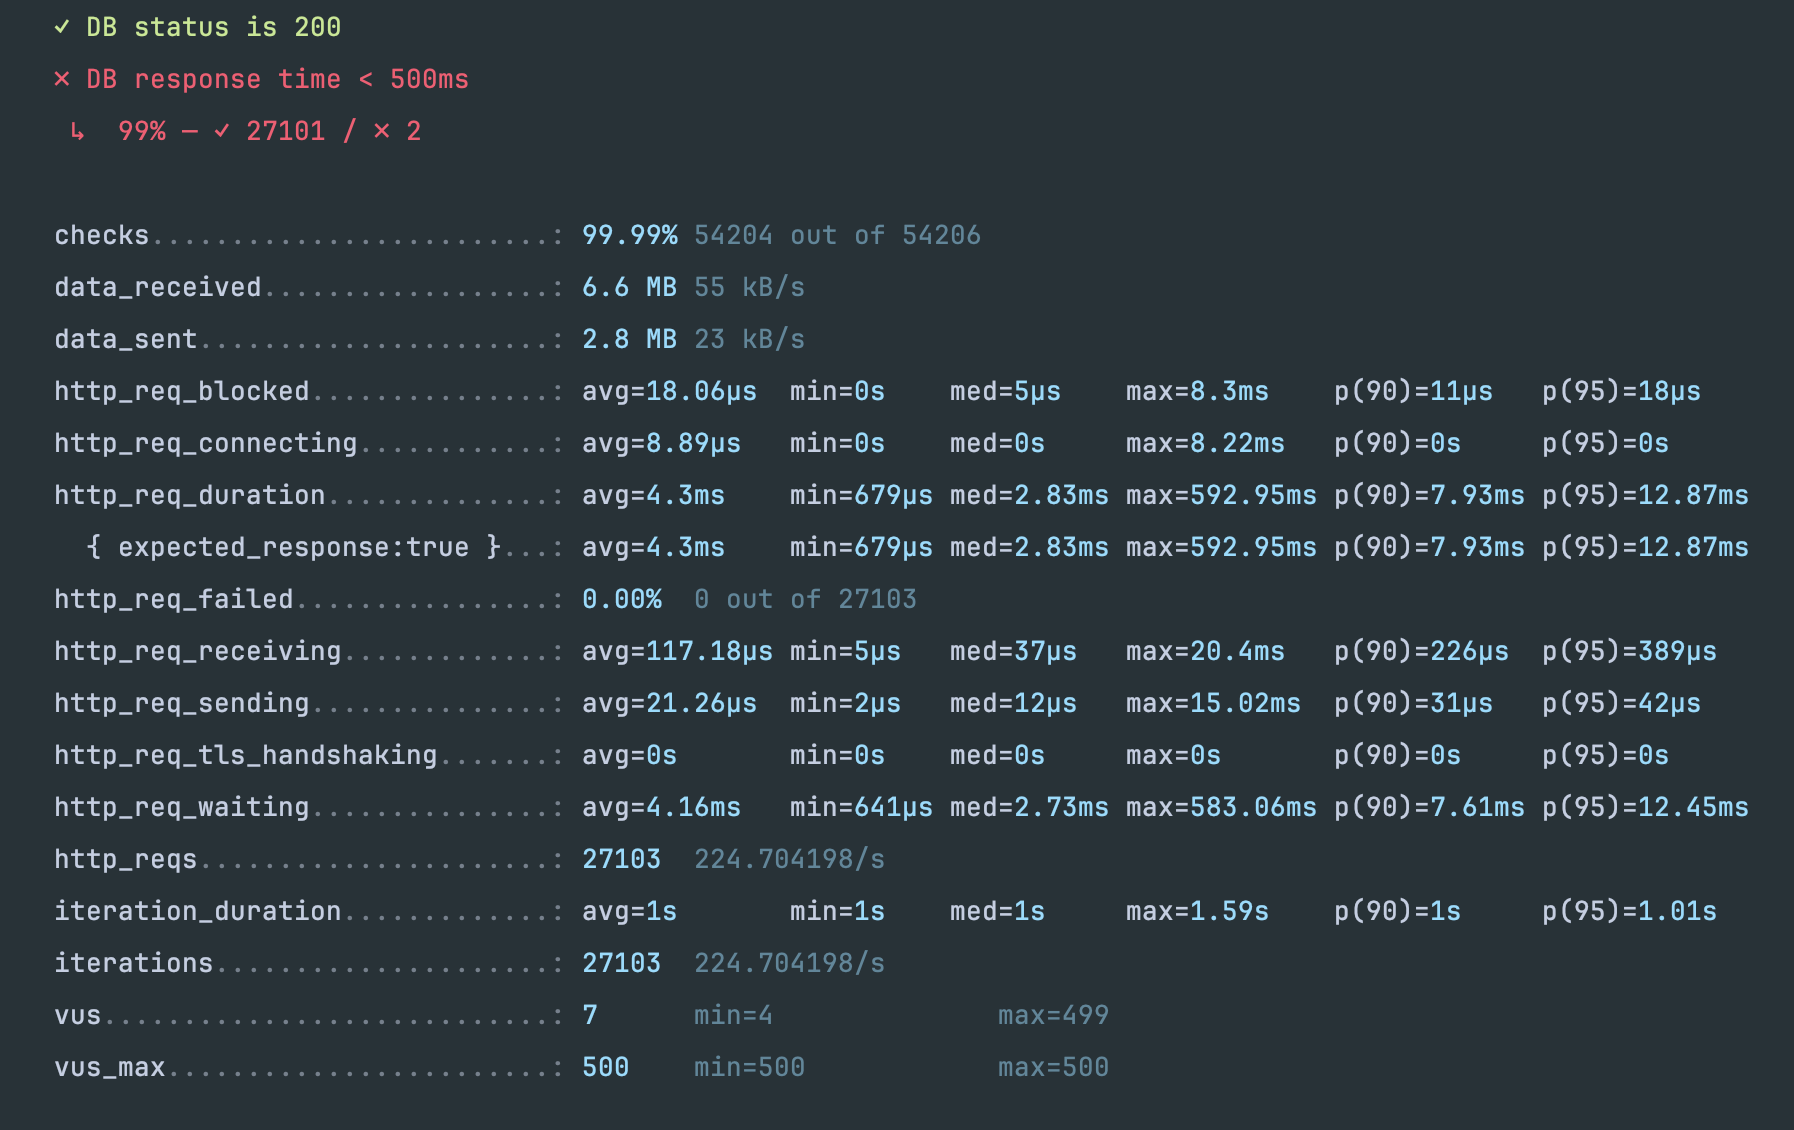 ✓ DB status is 200
✗ DB response time < 500ms
↳  99% — ✓ 27101 / ✗ 2
checks.........................: 99.99% 54204 out of 54206
data_received..................: 6.6 MB 55 kB/s
data_sent......................: 2.8 MB 23 kB/s
http_req_blocked...............: avg=18.06µs  min=0s    med=5µs    max=8.3ms    p(90)=11µs   p(95)=18µs
http_req_connecting............: avg=8.89µs   min=0s    med=0s     max=8.22ms   p(90)=0s     p(95)=0s
http_req_duration..............: avg=4.3ms    min=679µs med=2.83ms max=592.95ms p(90)=7.93ms p(95)=12.87ms
{ expected_response:true }...: avg=4.3ms    min=679µs med=2.83ms max=592.95ms p(90)=7.93ms p(95)=12.87ms
http_req_failed................: 0.00%  0 out of 27103
http_req_receiving.............: avg=117.18µs min=5µs   med=37µs   max=20.4ms   p(90)=226µs  p(95)=389µs
http_req_sending...............: avg=21.26µs  min=2µs   med=12µs   max=15.02ms  p(90)=31µs   p(95)=42µs
http_req_tls_handshaking.......: avg=0s       min=0s    med=0s     max=0s       p(90)=0s     p(95)=0s
http_req_waiting...............: avg=4.16ms   min=641µs med=2.73ms max=583.06ms p(90)=7.61ms p(95)=12.45ms
http_reqs......................: 27103  224.704198/s
iteration_duration.............: avg=1s       min=1s    med=1s     max=1.59s    p(90)=1s     p(95)=1.01s
iterations.....................: 27103  224.704198/s
vus............................: 7      min=4              max=499
vus_max........................: 500    min=500            max=500